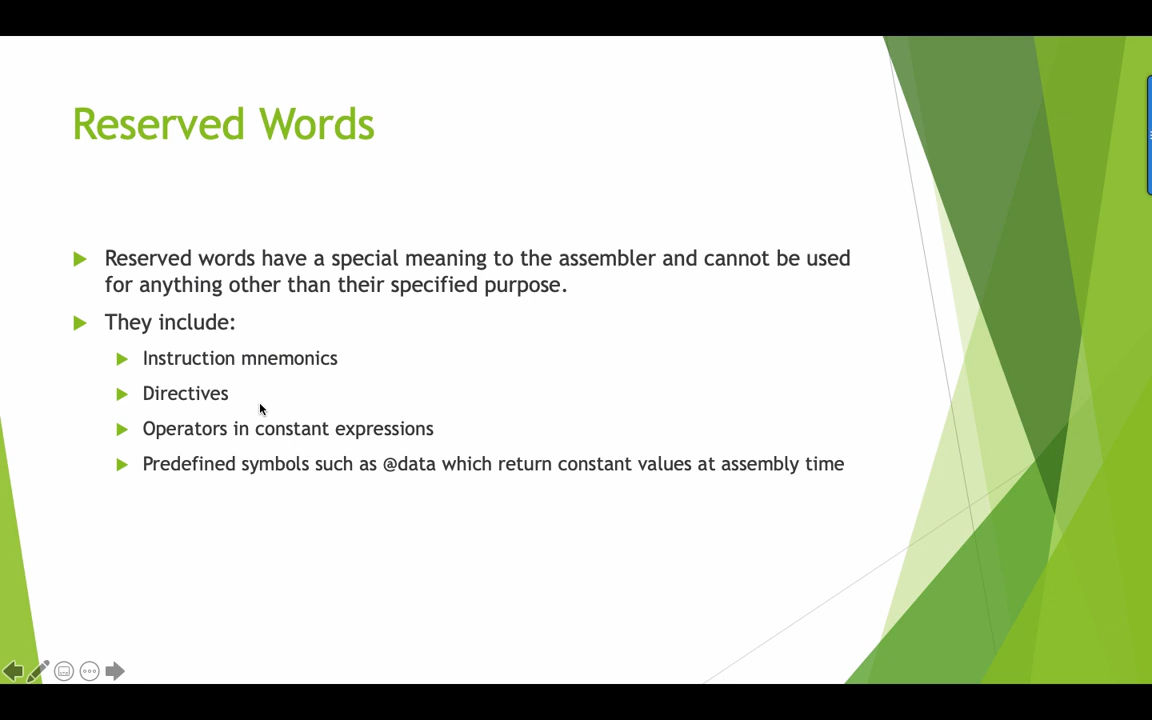 Reserved Words
Reserved words have a special meaning to the assembler and cannot be used
for anything other than their specified purpose.
They include:
Instruction mnemonics
Directives
Operators in constant expressions
Predefined symbols such as @data which return constant values at assembly time